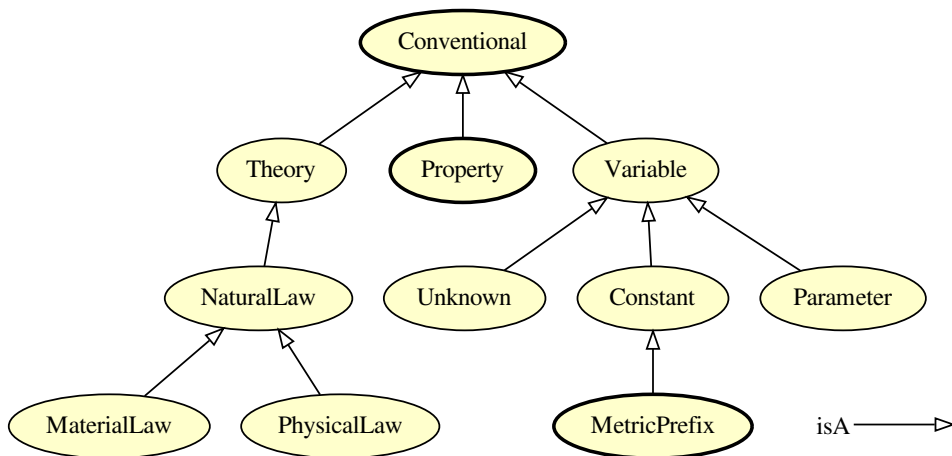 Conventional
Theory
Property
Variable
NaturalLaw
Unknown
Constant
Parameter
MaterialLaw
PhysicalLaw
MetricPrefix
isA